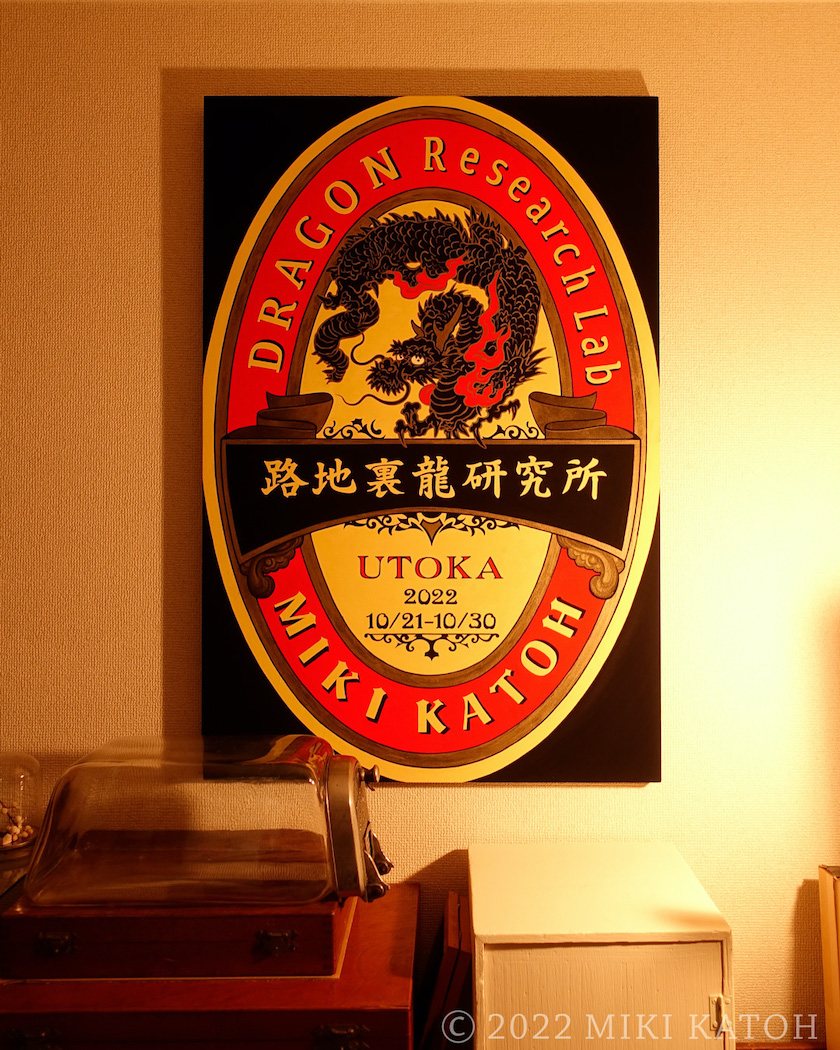 DRAGON Research Lab
路地裏龍研究所
UTOKA
2022
10/21-10/30
MIKI KATOH
© 2022 MIKI KATOH